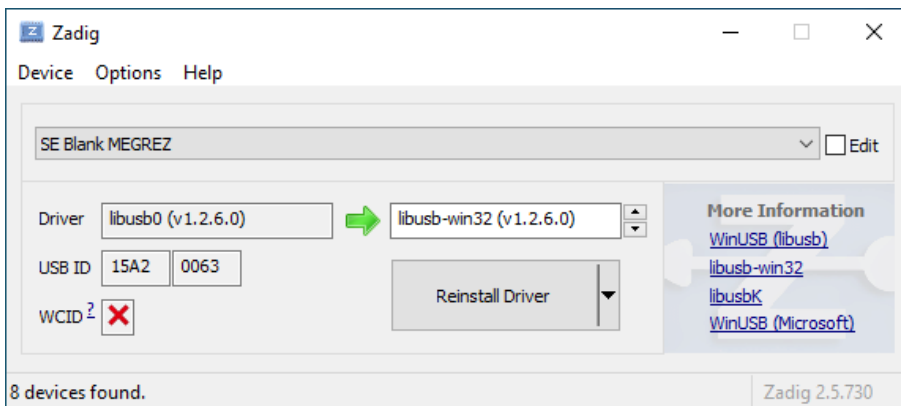 Zadig
Device Options Help
SE Blank MEGREZ
Edit
Driver libusb0 (v1.2.6.0) libusb-win32 (v1.2.6.0)
USB ID 15A2 0063
WCID ?
Reinstall Driver
More Information
WinUSB (libusb)
libusb-win32
libusbK
WinUSB (Microsoft)
8 devices found.
Zadig 2.5.730